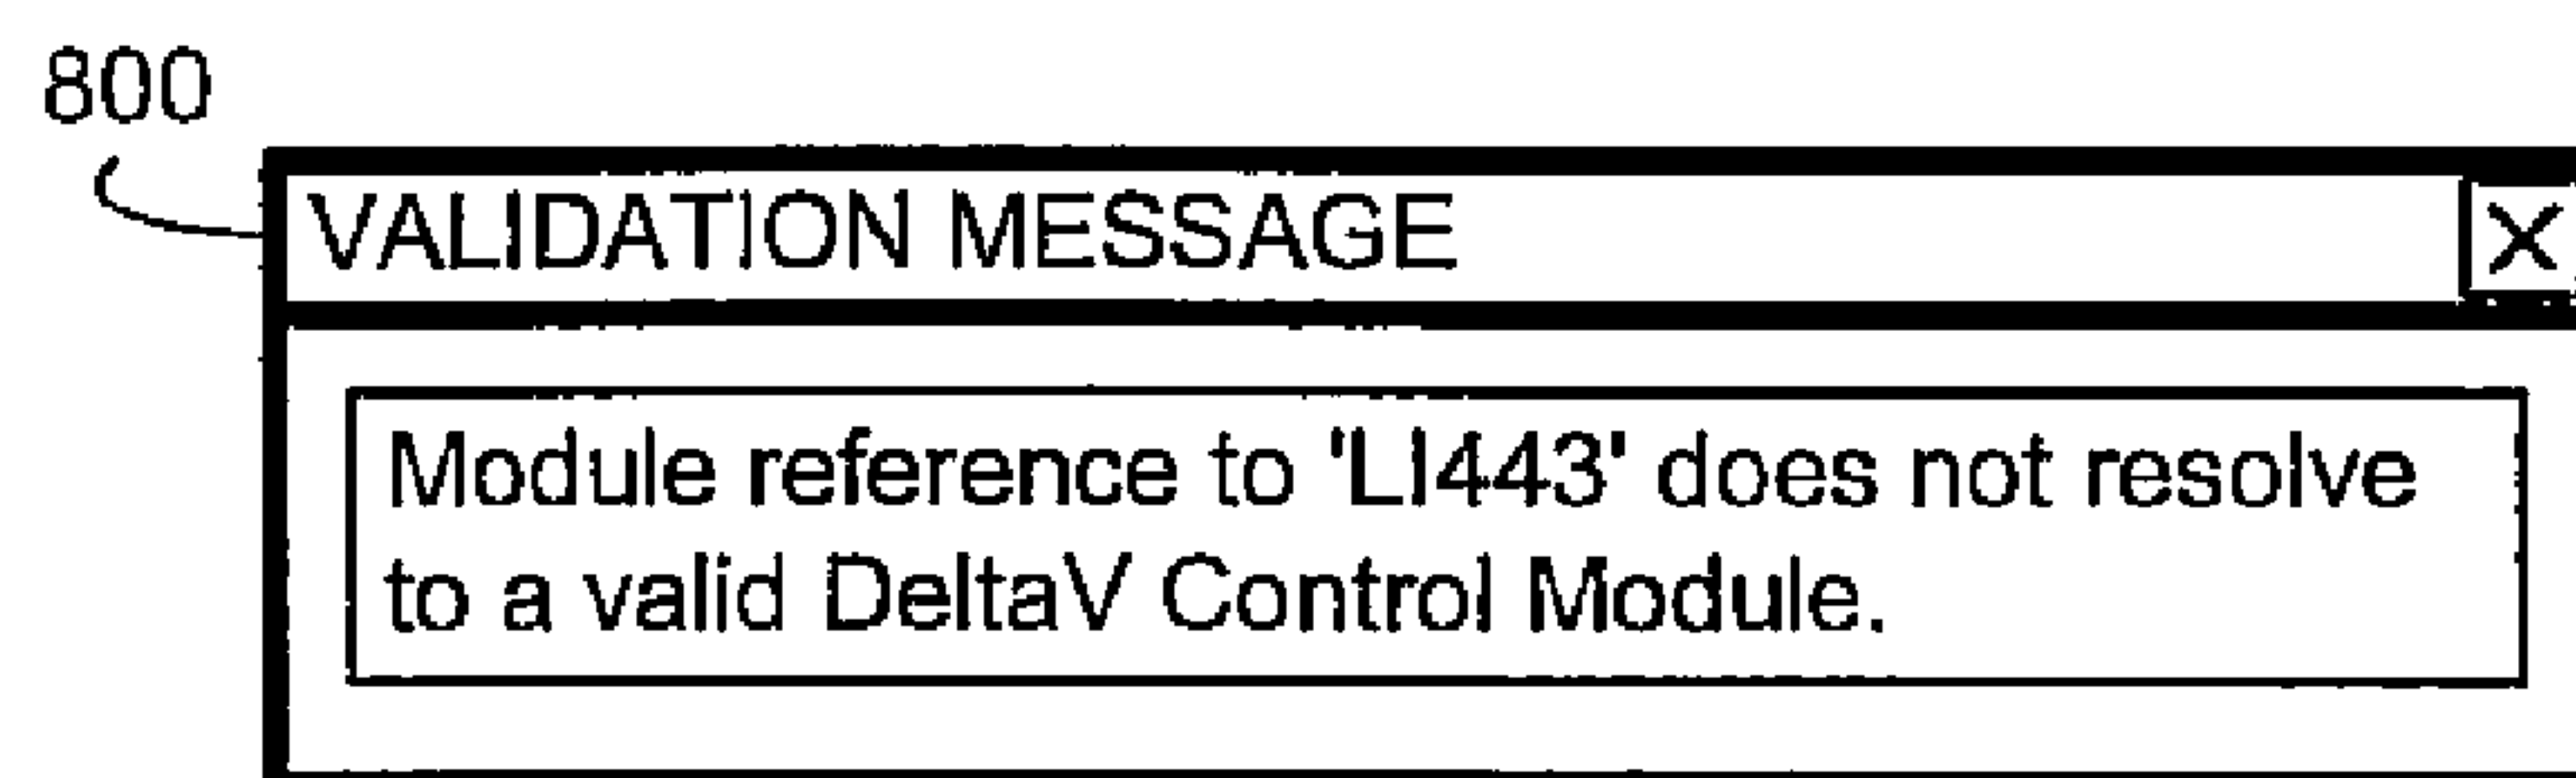 800
VALIDATION MESSAGE X
Module reference to 'LI443' does not resolve
to a valid DeltaV Control Module.